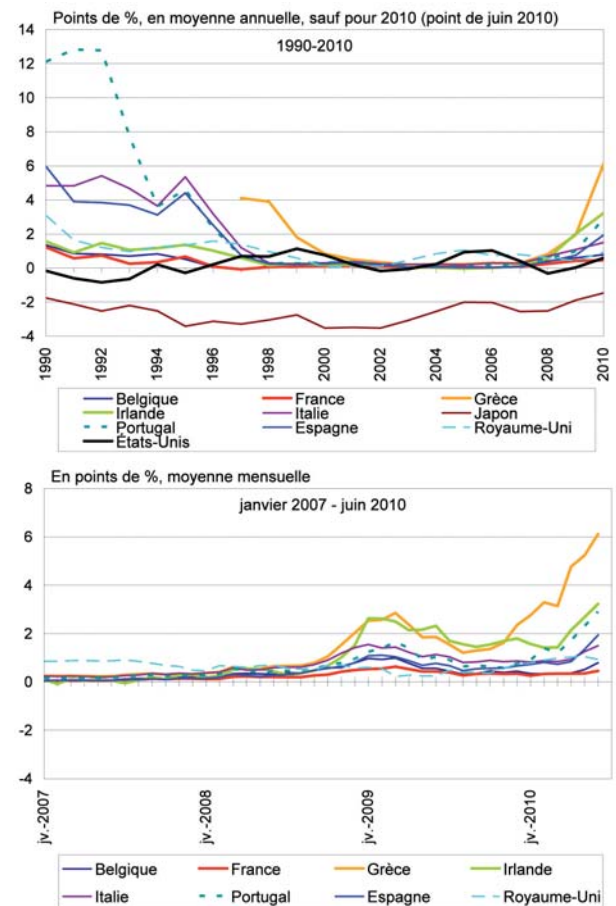 Points de %, en moyenne annuelle, sauf pour 2010 (point de juin 2010)
1990-2010
14
12
10
8
6
4
2
0
-2
-4
1990
1992
1994
1996
1998
2000
2002
2004
2006
2008
2010
Belgique France Grèce
Irlande Italie Japon
Portugal Espagne Royaume-Uni
États-Unis
En points de %, moyenne mensuelle
janvier 2007 - juin 2010
8
6
4
2
0
-2
-4
jv.-2007
jv.-2008
jv.-2009
jv.-2010
Belgique France Grèce Irlande
Italie Portugal Espagne Royaume-Uni